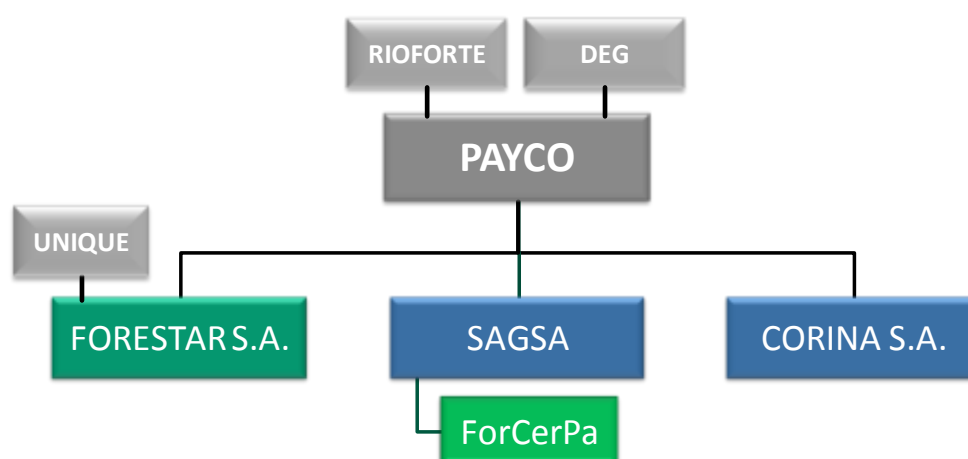 RIOFORTE
DEG
PAYCO
UNIQUE
FORESTAR S.A.
SAGSA
CORINA S.A.
ForCerPa